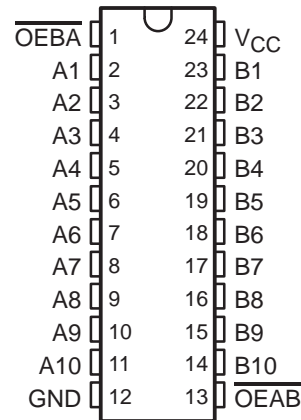 O̅E̅B̅A̅ 1 24 VCC
A1 2 23 B1
A2 3 22 B2
A3 4 21 B3
A4 5 20 B4
A5 6 19 B5
A6 7 18 B6
A7 8 17 B7
A8 9 16 B8
A9 10 15 B9
A10 11 14 B10
GND 12 13 O̅E̅A̅B̅